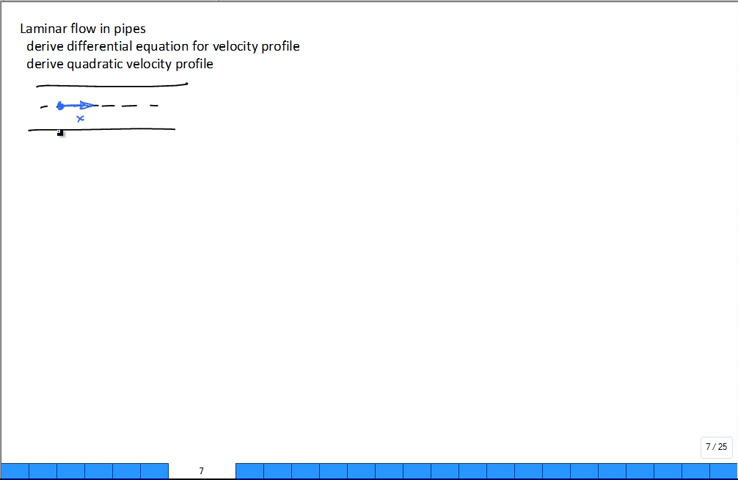 Laminar flow in pipes
derive differential equation for velocity profile
derive quadratic velocity profile
x
7 / 25
7